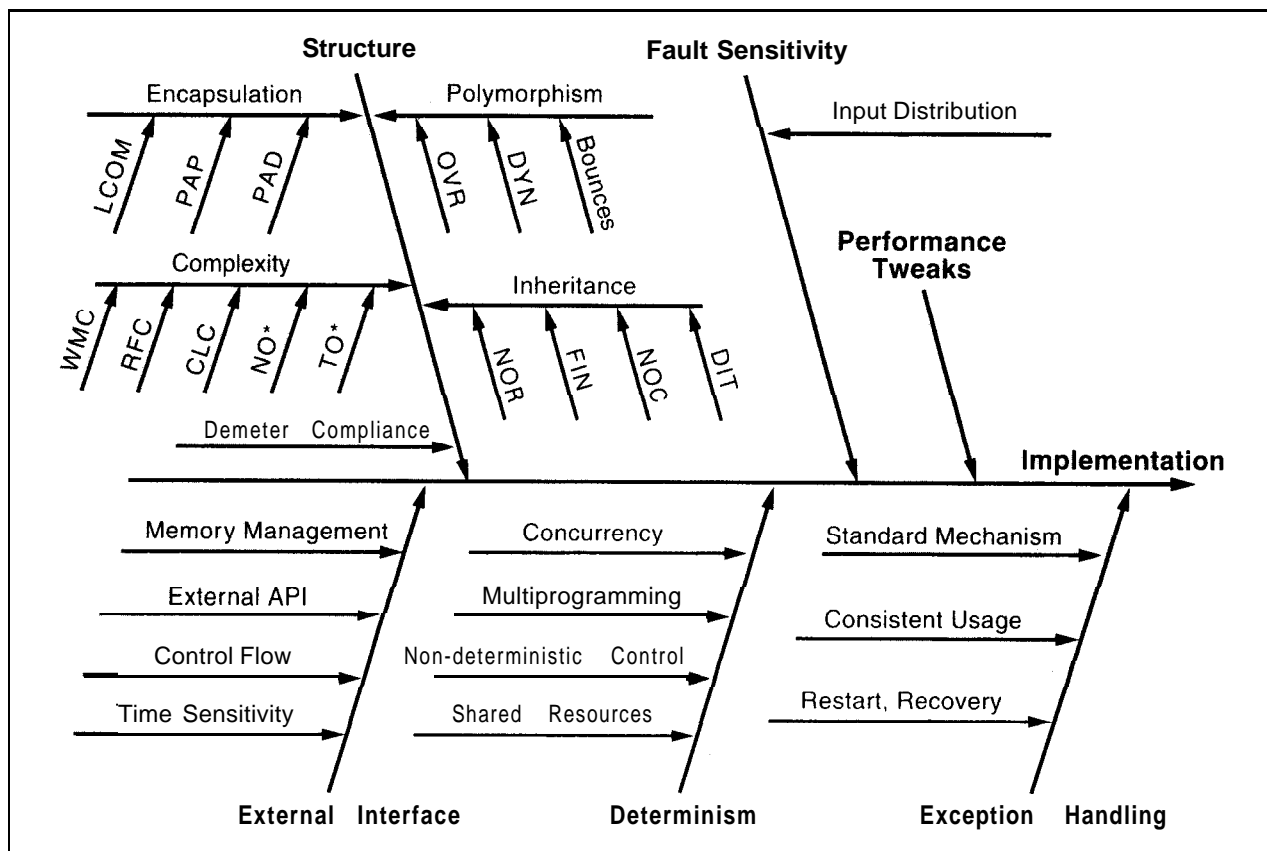 Structure
Fault Sensitivity
Encapsulation
Polymorphism
Input Distribution
LCOM
PAP
PAD
OVR
DYN
Bounces
Performance
Tweaks
Complexity
Inheritance
WMC
RFC
CLC
NO*
TO*
NOR
FIN
NOC
DIT
Demeter Compliance
Implementation
Memory Management
Concurrency
Standard Mechanism
External API
Multiprogramming
Consistent Usage
Control Flow
Non-deterministic Control
Time Sensitivity
Shared Resources
Restart, Recovery
External Interface
Determinism
Exception Handling